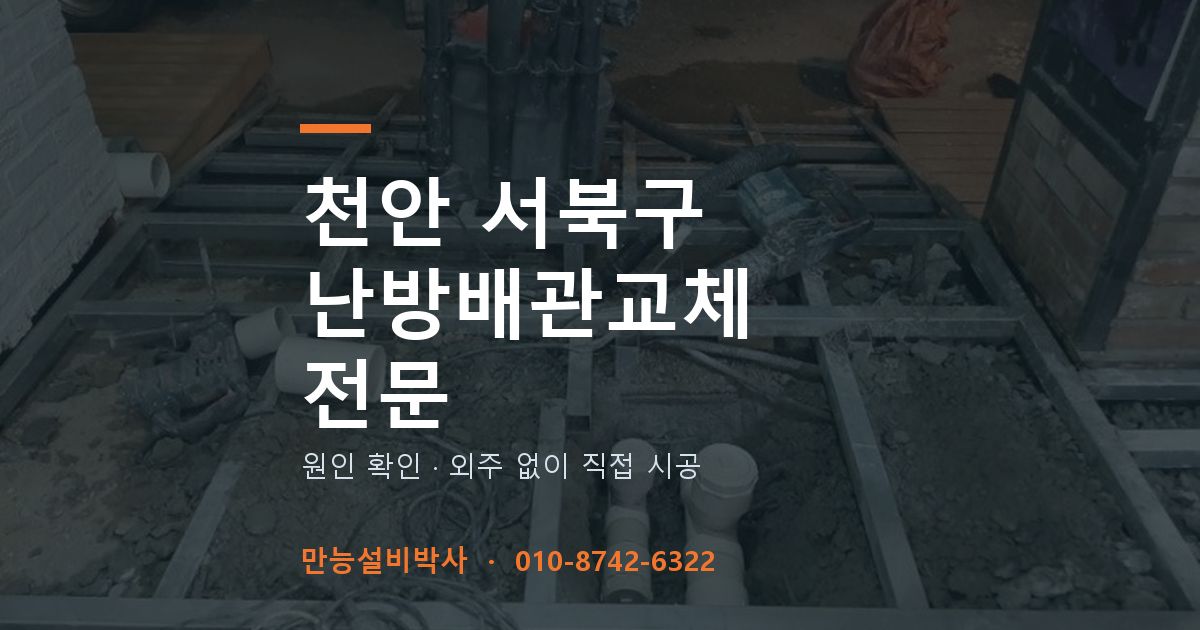 천안 서북구
난방배관교체
전문
원인 확인 · 외주 없이 직접 시공
만능설비박사 · 010-8742-6322